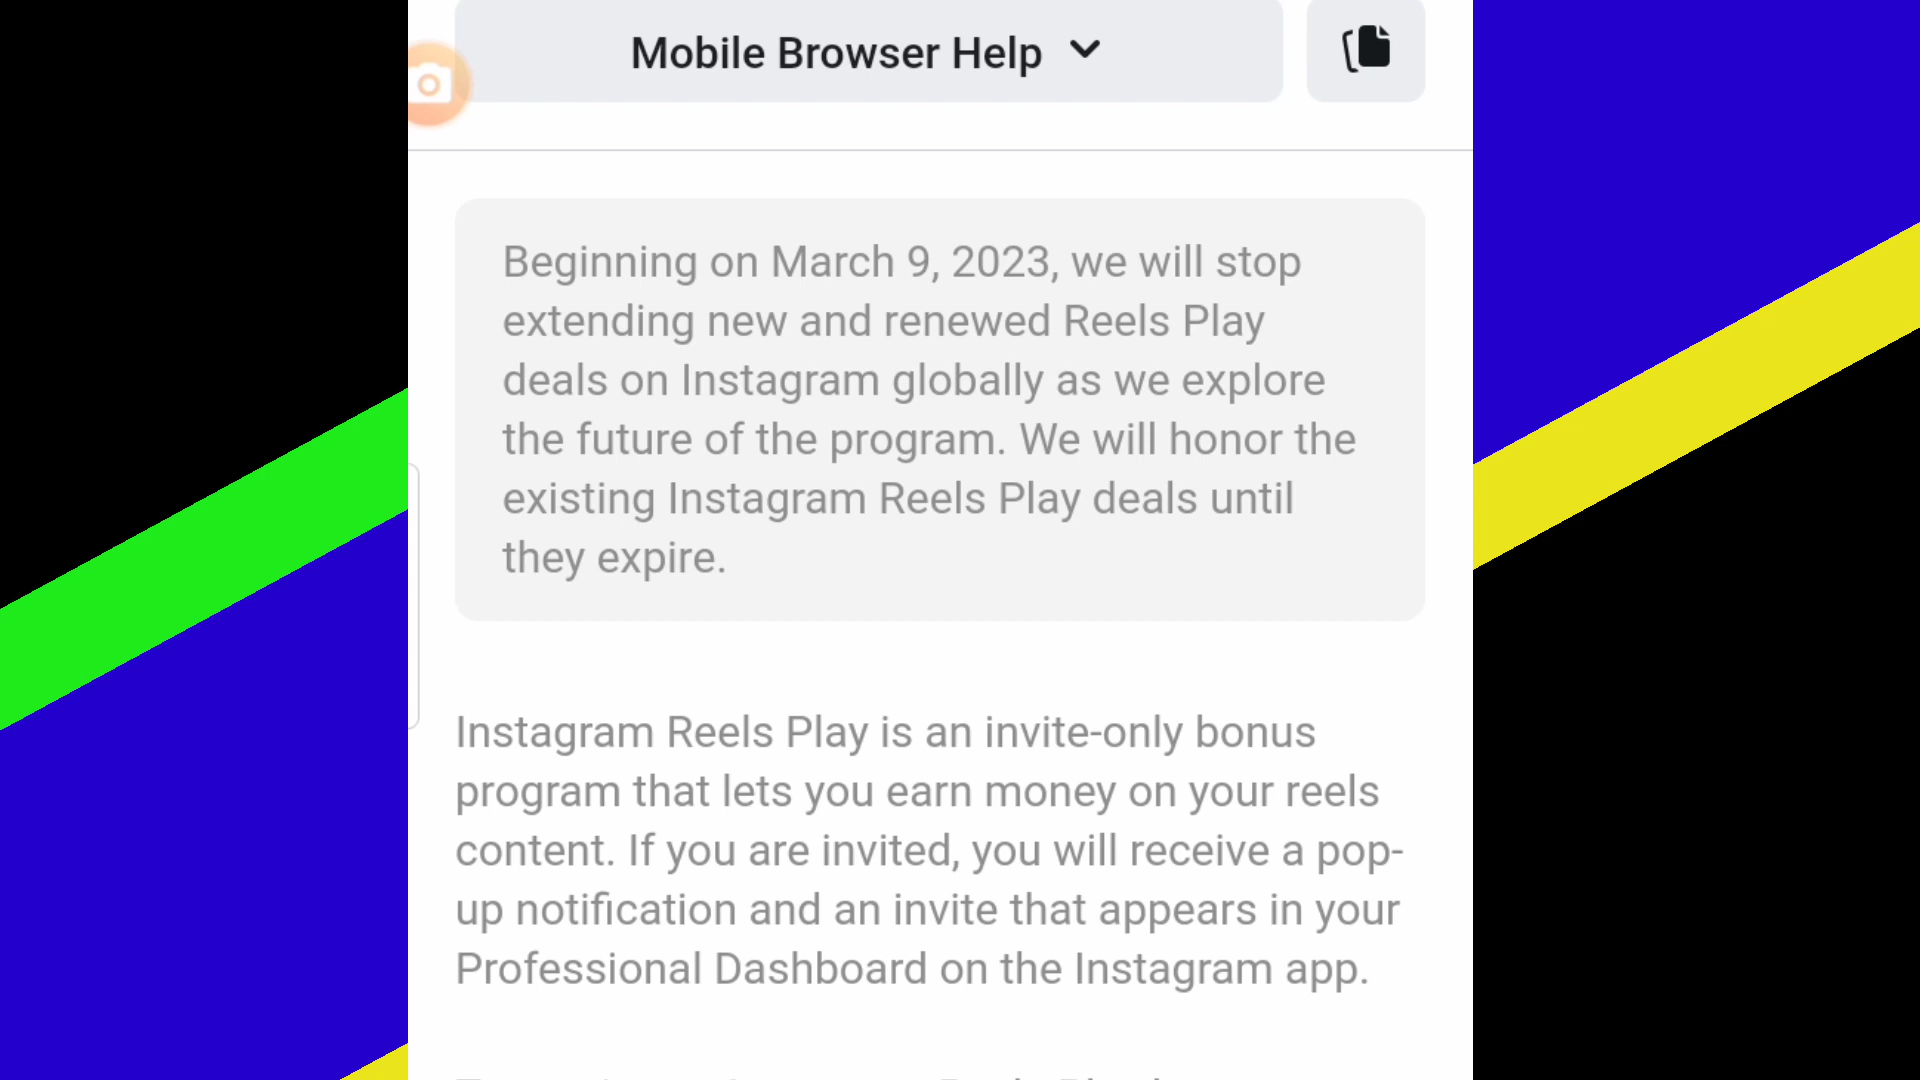 Mobile Browser Help
Beginning on March 9, 2023, we will stop
extending new and renewed Reels Play
deals on Instagram globally as we explore
the future of the program. We will honor the
existing Instagram Reels Play deals until
they expire.
Instagram Reels Play is an invite-only bonus
program that lets you earn money on your reels
content. If you are invited, you will receive a pop-
up notification and an invite that appears in your
Professional Dashboard on the Instagram app.